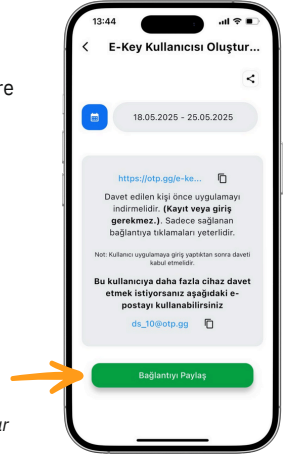 13:44
E-Key Kullanıcısı Oluştur...
re
18.05.2025 - 25.05.2025
https://otp.gg/e-ke...
Davet edilen kişi önce uygulamayı
indirmelidir. (Kayıt veya giriş
gerekmez.). Sadece sağlanan
bağlantıya tıklamaları yeterlidir.
Not: Kullanıcı uygulamaya giriş yaptıktan sonra daveti
kabul etmelidir.
Bu kullanıcıya daha fazla cihaz davet
etmek istiyorsanız aşağıdaki e-
postayı kullanabilirsiniz
ds_10@otp.gg
Bağlantıyı Paylaş
ar